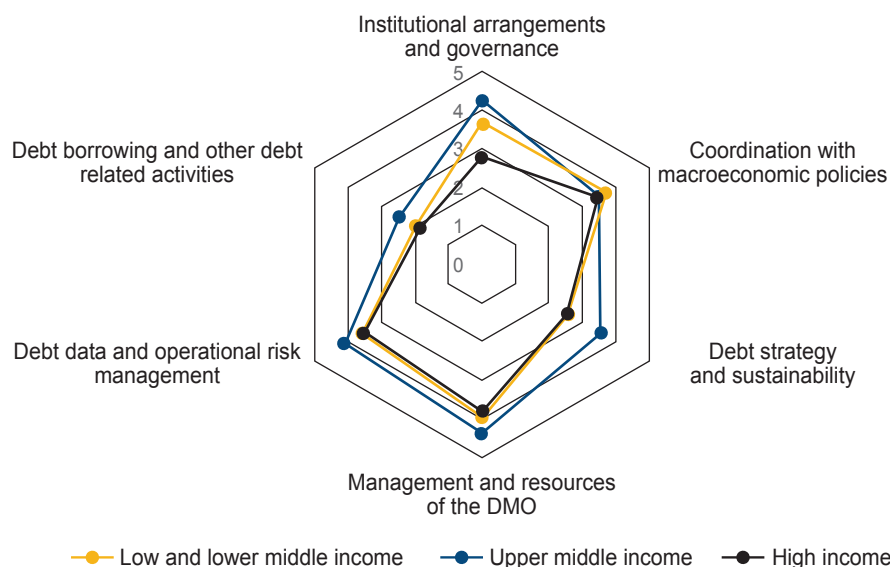 Institutional arrangements
and governance
5
4
3
2
1
0
Debt borrowing and other debt
related activities
Coordination with
macroeconomic policies
Debt data and operational risk
management
Debt strategy
and sustainability
Management and resources
of the DMO
Low and lower middle income
Upper middle income
High income